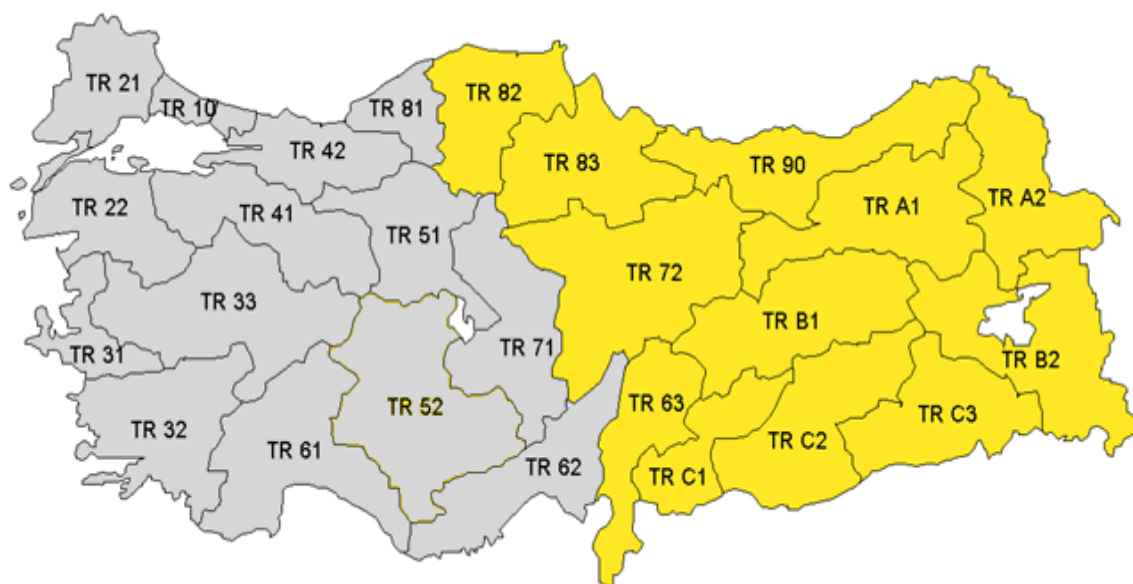 TR 21
TR 10
TR 81
TR 82
TR 42
TR 83
TR 90
TR 22
TR 41
TR 51
TR A1
TR A2
TR 33
TR 72
TR B1
TR 31
TR 71
TR B2
TR 52
TR 63
TR 32
TR 61
TR 62
TR C1
TR C2
TR C3